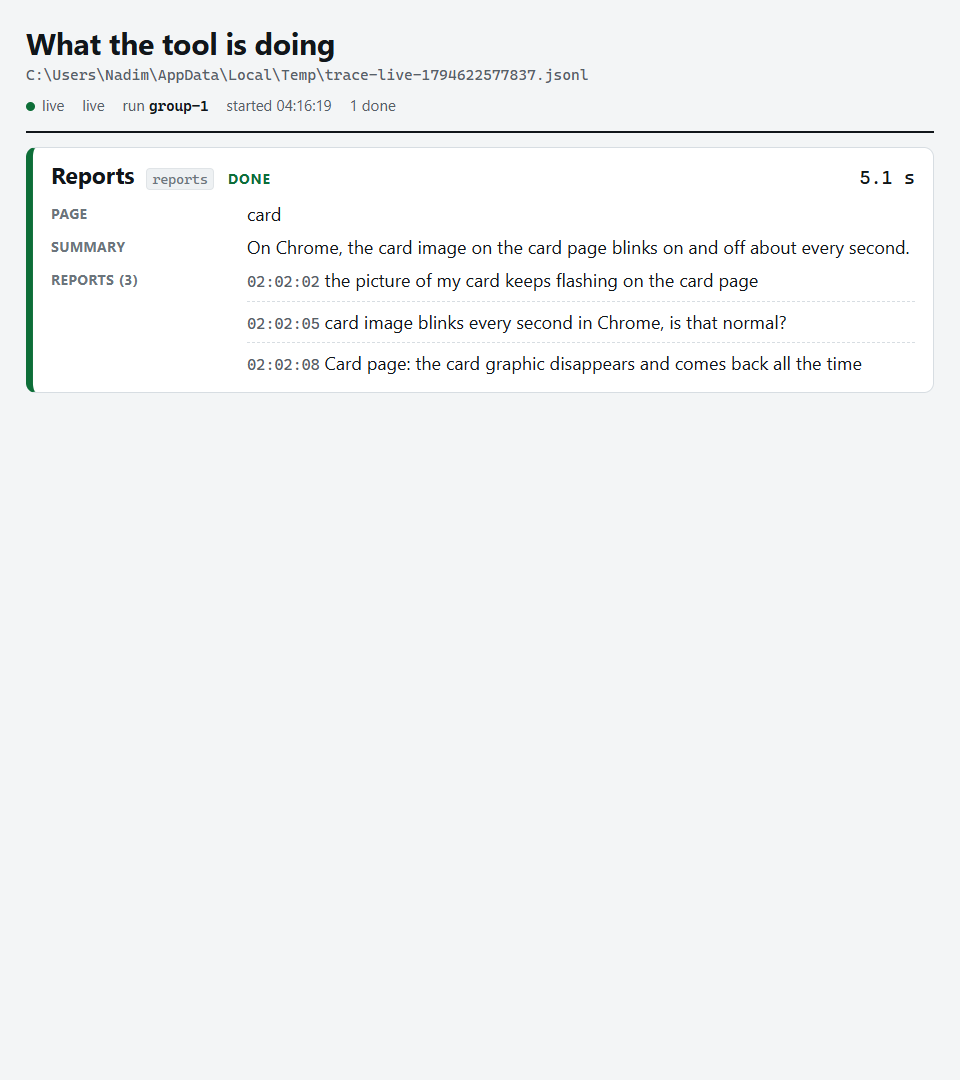 What the tool is doing
C:\Users\Nadim\AppData\Local\Temp\trace-live-1794622577837.jsonl
live live run group-1 started 04:16:19 1 done
Reports reports DONE 5.1 s
PAGE card
SUMMARY On Chrome, the card image on the card page blinks on and off about every second.
REPORTS (3) 02:02:02 the picture of my card keeps flashing on the card page
02:02:05 card image blinks every second in Chrome, is that normal?
02:02:08 Card page: the card graphic disappears and comes back all the time